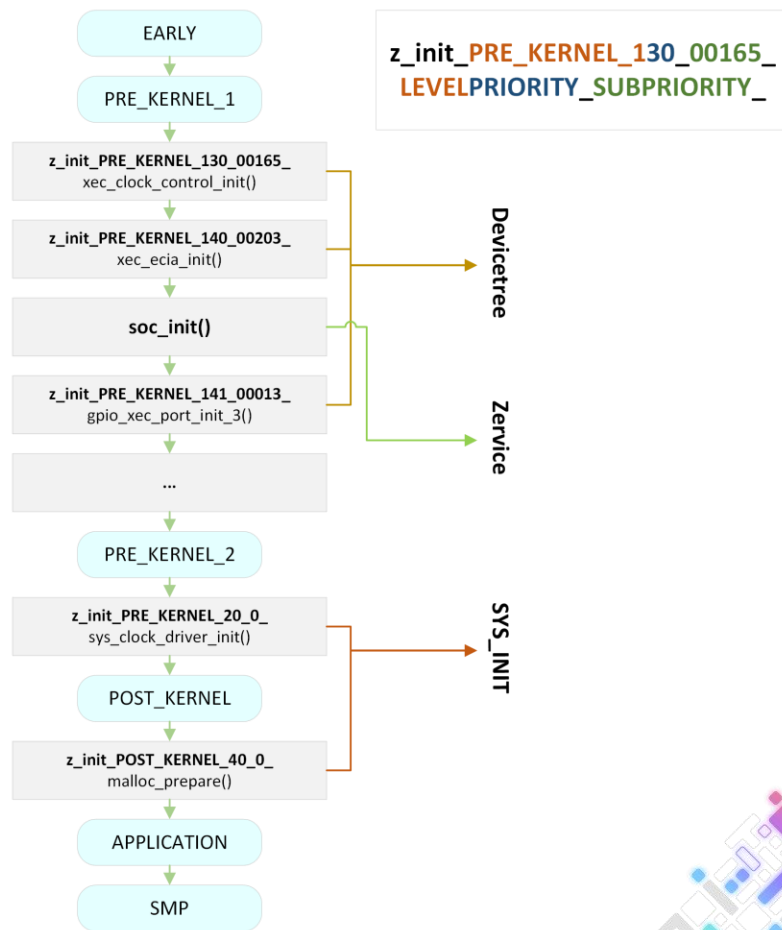 EARLY
z_init_PRE_KERNEL_130_00165_
LEVELPRIORITY_SUBPRIORITY_
PRE_KERNEL_1
z_init_PRE_KERNEL_130_00165_
xec_clock_control_init()
z_init_PRE_KERNEL_140_00203_
xec_ecia_init()
Devicetree
soc_init()
z_init_PRE_KERNEL_141_00013_
gpio_xec_port_init_3()
Zervice
...
PRE_KERNEL_2
z_init_PRE_KERNEL_20_0_
sys_clock_driver_init()
SYS_INIT
POST_KERNEL
z_init_POST_KERNEL_40_0_
malloc_prepare()
APPLICATION
SMP